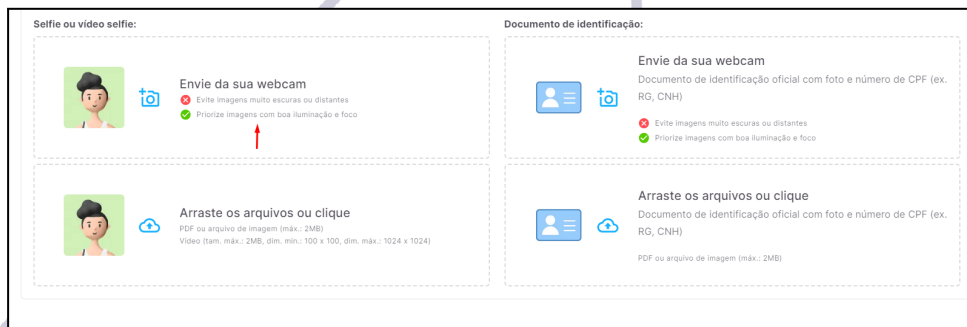 Selfie ou vídeo selfie:
Envie da sua webcam
Evite imagens muito escuras ou distantes
Priorize imagens com boa iluminação e foco
Arraste os arquivos ou clique
PDF ou arquivo de imagem (máx.: 2MB)
Vídeo (tam. máx.: 2MB, dim. mín.: 100 x 100, dim. máx.: 1024 x 1024)
Documento de identificação:
Envie da sua webcam
Documento de identificação oficial com foto e número de CPF (ex.
RG, CNH)
Evite imagens muito escuras ou distantes
Priorize imagens com boa iluminação e foco
Arraste os arquivos ou clique
Documento de identificação oficial com foto e número de CPF (ex.
RG, CNH)
PDF ou arquivo de imagem (máx.: 2MB)